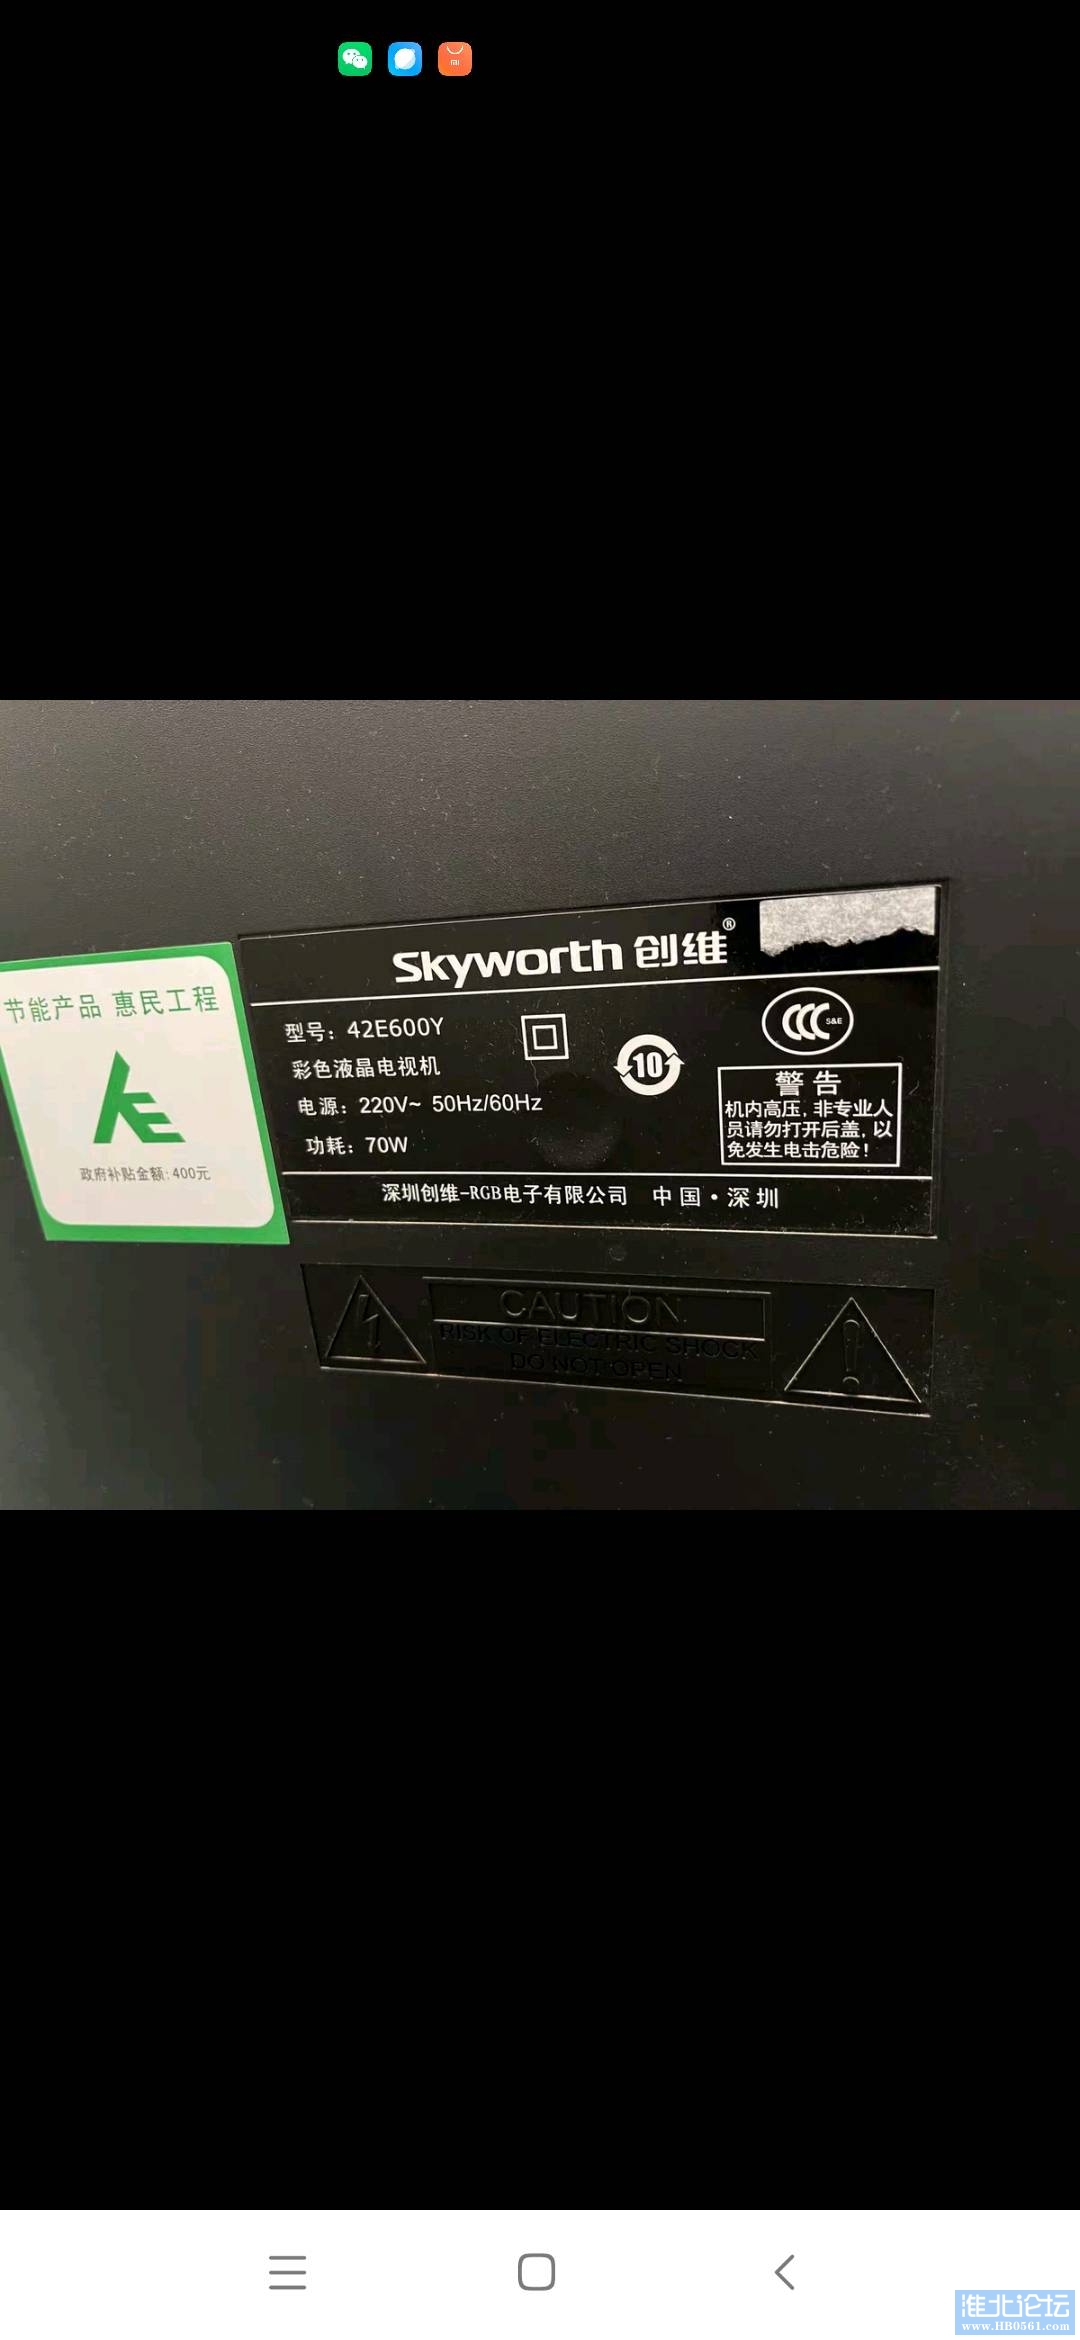 Skyworth 创维®
节能产品 惠民工程
政府补贴金额:400元
型号：42E600Y
彩色液晶电视机
电源：220V~ 50Hz/60Hz
功耗：70W
10
S&E
警告
机内高压，非专业人
员请勿打开后盖，以
免发生电击危险！
深圳创维-RGB电子有限公司 中国·深圳
CAUTION
RISK OF ELECTRIC SHOCK
DO NOT OPEN
淮北论坛
www.HB0561.com